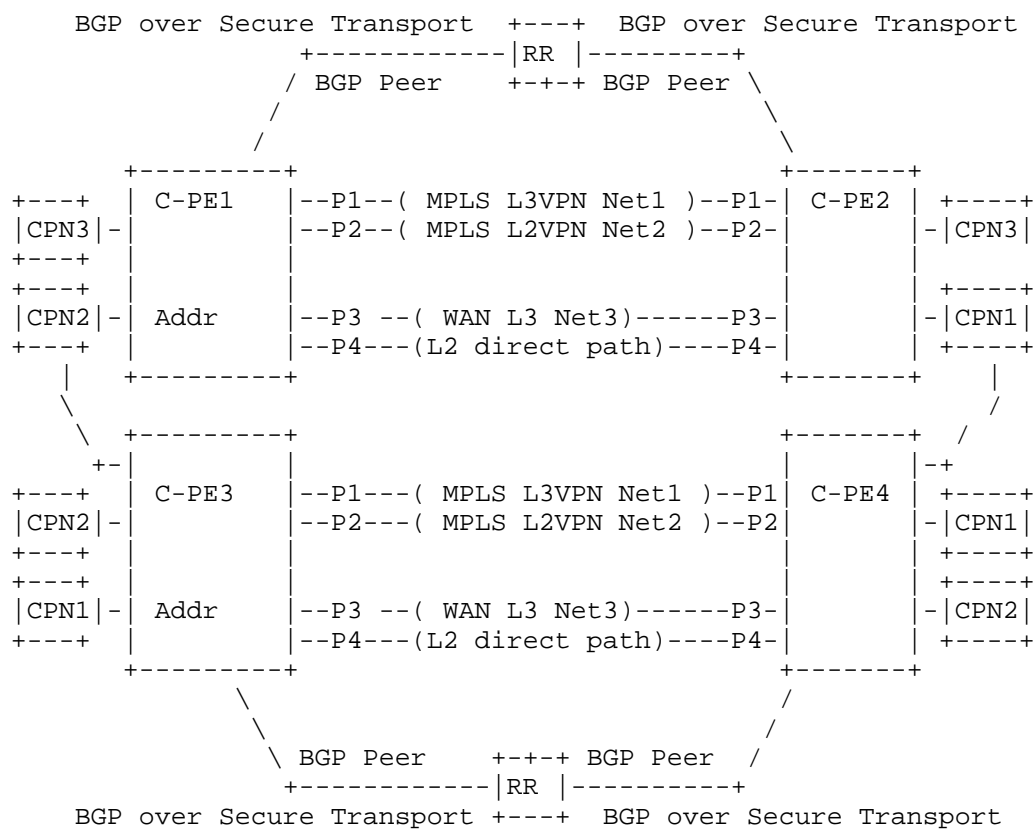 BGP over Secure Transport +---+ BGP over Secure Transport
+------------|RR |---------+
/ BGP Peer +-+-+ BGP Peer \
/ \
/ \
+---------+ +-------+
+---+ | C-PE1 |--P1--( MPLS L3VPN Net1 )--P1-| C-PE2 | +----+
|CPN3|-| |--P2--( MPLS L2VPN Net2 )--P2-| |-|CPN3|
+---+ | | | | +----+
+---+ | | | | +----+
|CPN2|-| Addr |--P3 --( WAN L3 Net3)------P3-| |-|CPN1|
+---+ | |--P4---(L2 direct path)----P4-| | +----+
| +---------+ +-------+ |
\ /
\ +---------+ +-------+ /
+-| | | |-+
+---+ | C-PE3 |--P1---( MPLS L3VPN Net1 )--P1| C-PE4 | +----+
|CPN2|-| |--P2---( MPLS L2VPN Net2 )--P2| |-|CPN1|
+---+ | | | | +----+
+---+ | | | | +----+
|CPN1|-| Addr |--P3 --( WAN L3 Net3)------P3-| |-|CPN2|
+---+ | |--P4---(L2 direct path)----P4-| | +----+
+---------+ +-------+
\ /
\ /
\ BGP Peer +-+-+ BGP Peer /
+------------|RR |----------+
BGP over Secure Transport +---+ BGP over Secure Transport